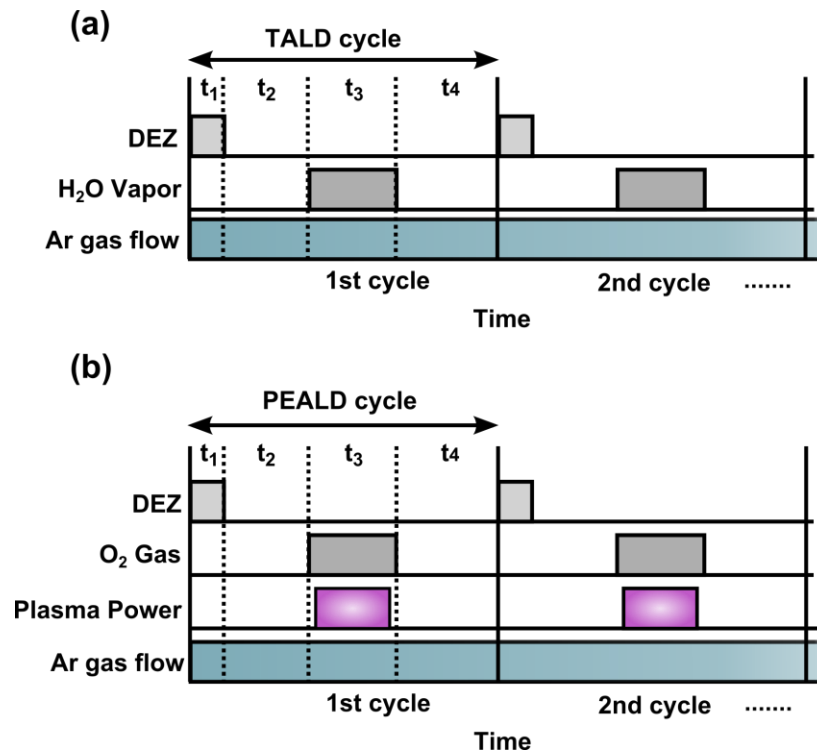 (a)
TALD cycle
t1 t2 t3 t4
DEZ
H2O Vapor
Ar gas flow
1st cycle 2nd cycle .......
Time
(b)
PEALD cycle
t1 t2 t3 t4
DEZ
O2 Gas
Plasma Power
Ar gas flow
1st cycle 2nd cycle .......
Time